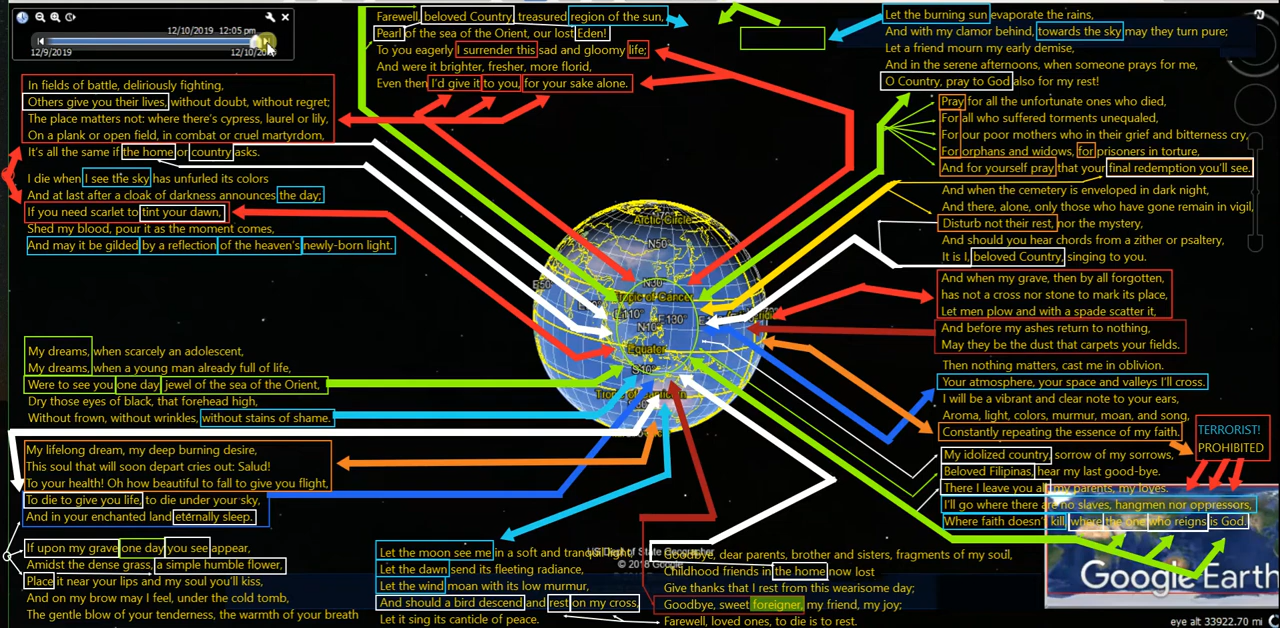 12/10/2019 12:05 pm
12/9/2019
Farewell, beloved Country, treasured region of the sun,
Pearl of the sea of the Orient, our lost Eden!
To you eagerly I surrender this sad and gloomy life;
And were it brighter, fresher, more florid,
Even then I'd give it to you, for your sake alone.
In fields of battle, deliriously fighting,
Others give you their lives, without doubt, without regret;
The place matters not: where there's cypress, laurel or lily,
On a plank or open field, in combat or cruel martyrdom,
It's all the same if the home or country asks.
I die when I see the sky has unfurled its colors
And at last after a cloak of darkness announces the day;
If you need scarlet to tint your dawn,
Shed my blood, pour it as the moment comes,
And may it be gilded by a reflection of the heaven's newly-born light.
My dreams, when scarcely an adolescent,
My dreams, when a young man already full of life,
Were to see you one day jewel of the sea of the Orient,
Dry those eyes of black, that forehead high,
Without frown, without wrinkles, without stains of shame.
My lifelong dream, my deep burning desire,
This soul that will soon depart cries out: Salud!
To your health! Oh how beautiful to fall to give you flight,
To die to give you life, to die under your sky,
And in your enchanted land eternally sleep.
If upon my grave one day you see appear,
Amidst the dense grass, a simple humble flower,
Place it near your lips and my soul you'll kiss,
And on my brow may I feel, under the cold tomb,
The gentle blow of your tenderness, the warmth of your breath
Let the moon see me in a soft and tranquil light
Let the dawn send its fleeting radiance,
Let the wind moan with its low murmur,
And should a bird descend and rest on my cross,
Let it sing its canticle of peace.
Let the burning sun evaporate the rains,
And with my clamor behind, towards the sky may they turn pure;
Let a friend mourn my early demise,
And in the serene afternoons, when someone prays for me,
O Country, pray to God also for my rest!
Pray for all the unfortunate ones who died,
For all who suffered torments unequaled,
For our poor mothers who in their grief and bitterness cry,
For orphans and widows, for prisoners in torture,
And for yourself pray that your final redemption you'll see.
And when the cemetery is enveloped in dark night,
And there, alone, only those who have gone remain in vigil,
Disturb not their rest, nor the mystery,
And should you hear chords from a zither or psaltery,
It is I, beloved Country, singing to you.
And when my grave, then by all forgotten,
has not a cross nor stone to mark its place,
Let men plow and with a spade scatter it,
And before my ashes return to nothing,
May they be the dust that carpets your fields.
Then nothing matters, cast me in oblivion.
Your atmosphere, your space and valleys I'll cross.
I will be a vibrant and clear note to your ears,
Aroma, light, colors, murmur, moan, and song,
Constantly repeating the essence of my faith.
My idolized country, sorrow of my sorrows,
Beloved Filipinas, hear my last good-bye.
There I leave you all, my parents, my loves.
I'll go where there are no slaves, hangmen nor oppressors,
Where faith doesn't kill, where the one who reigns is God.
TERRORIST!
PROHIBITED
Goodbye, dear parents, brother and sisters, fragments of my soul,
Childhood friends in the home now lost
Give thanks that I rest from this wearisome day;
Goodbye, sweet foreigner, my friend, my joy;
Farewell, loved ones, to die is to rest.
Arctic Circle
N50
N30
Tropic of Cancer
E110°
E130°
N10
Equator
S10°
US Dept of State Geographer
© 2018 Google
Google Earth
eye alt 33922.70 mi
N